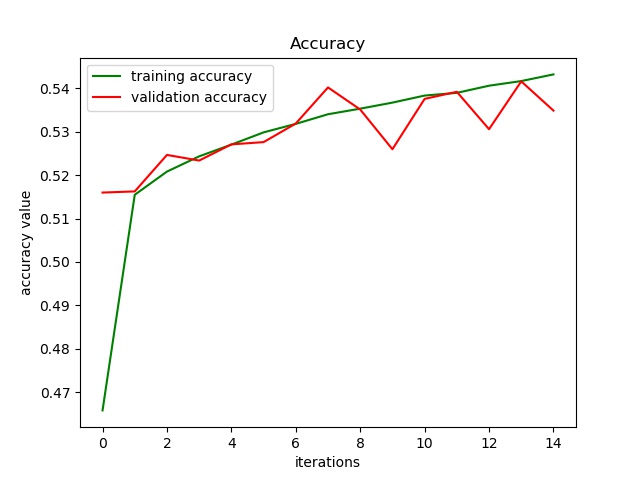 Accuracy
training accuracy
validation accuracy
accuracy value
0.54
0.53
0.52
0.51
0.50
0.49
0.48
0.47
0 2 4 6 8 10 12 14
iterations